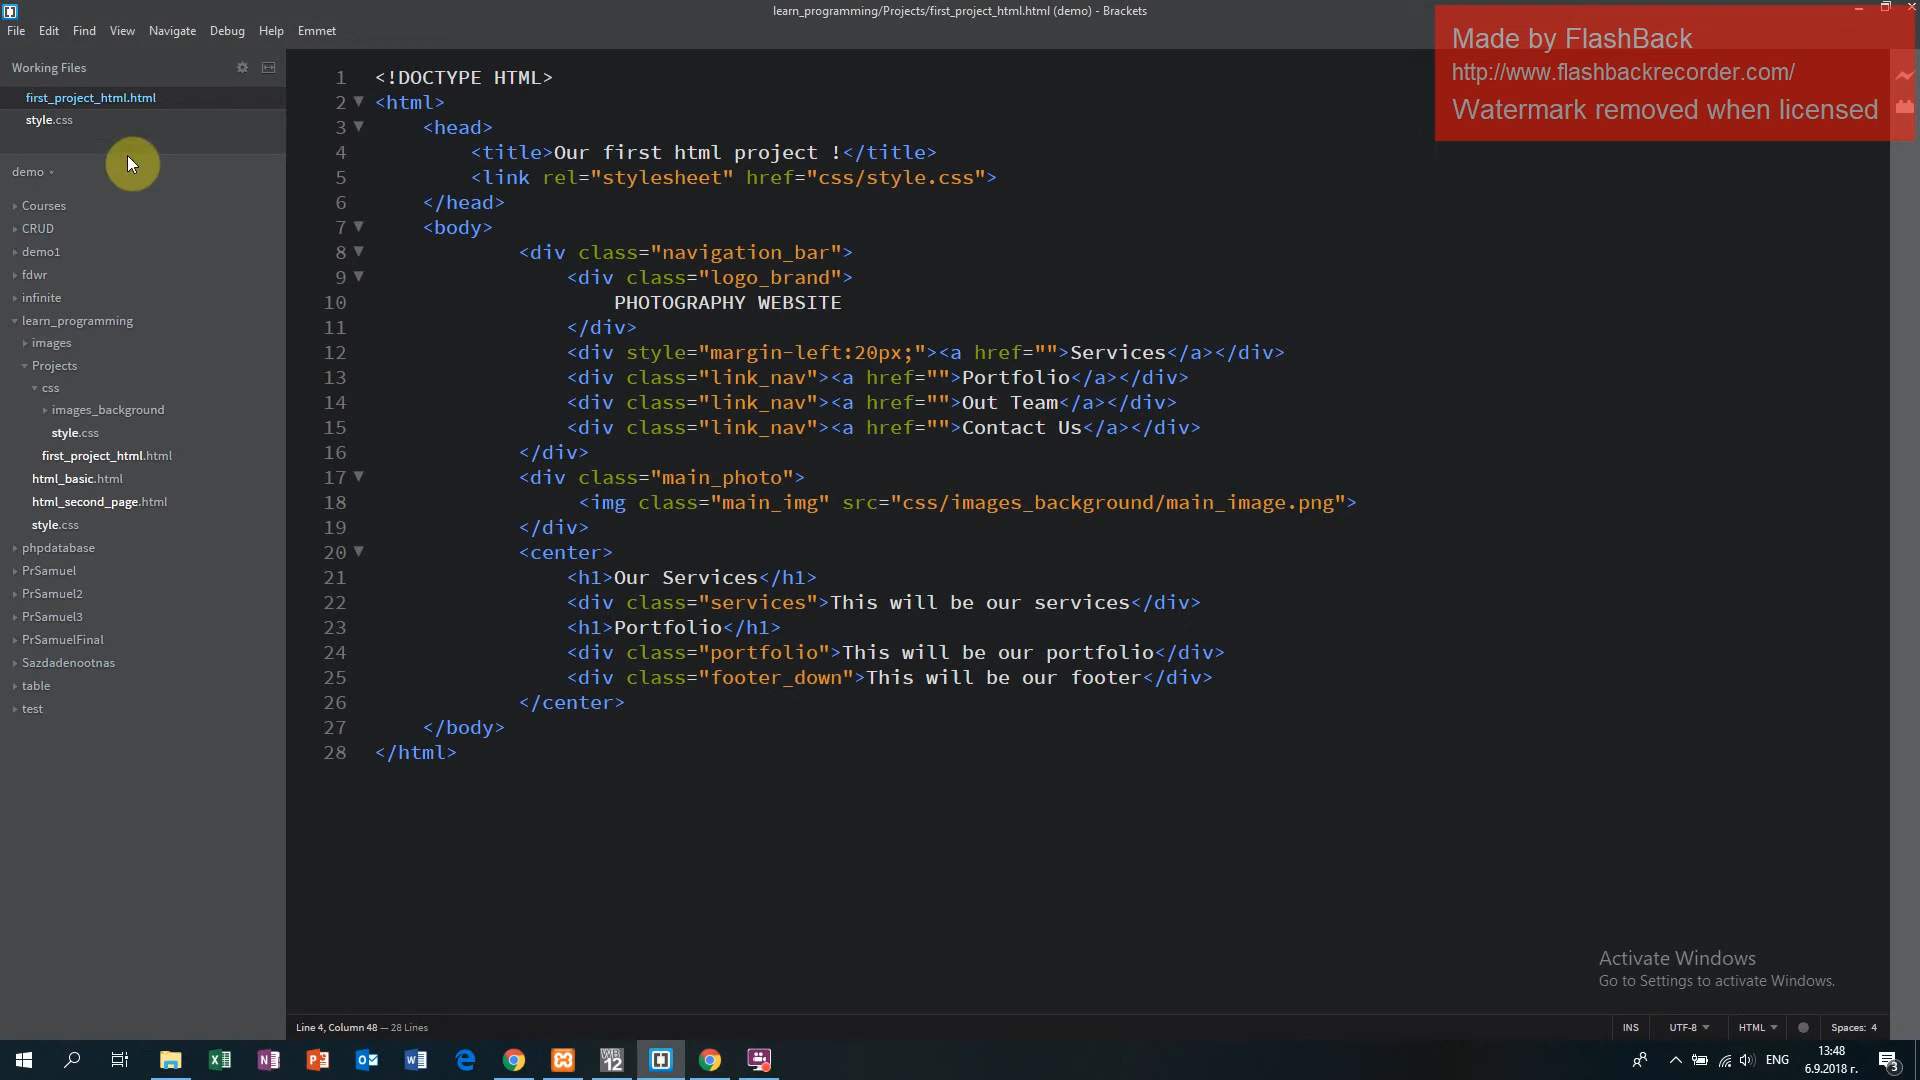 learn_programming/Projects/first_project_html.html (demo) - Brackets
File Edit Find View Navigate Debug Help Emmet
Made by FlashBack
http://www.flashbackrecorder.com/
Watermark removed when licensed
Working Files
first_project_html.html
style.css
demo
Courses
CRUD
demo1
fdwr
infinite
learn_programming
images
Projects
css
images_background
style.css
first_project_html.html
html_basic.html
html_second_page.html
style.css
phpdatabase
PrSamuel
PrSamuel2
PrSamuel3
PrSamuelFinal
Sazdadenootnas
table
test
1 <!DOCTYPE HTML>
2 <html>
3 <head>
4 <title>Our first html project !</title>
5 <link rel="stylesheet" href="css/style.css">
6 </head>
7 <body>
8 <div class="navigation_bar">
9 <div class="logo_brand">
10 PHOTOGRAPHY WEBSITE
11 </div>
12 <div style="margin-left:20px;"><a href="">Services</a></div>
13 <div class="link_nav"><a href="">Portfolio</a></div>
14 <div class="link_nav"><a href="">Out Team</a></div>
15 <div class="link_nav"><a href="">Contact Us</a></div>
16 </div>
17 <div class="main_photo">
18 <img class="main_img" src="css/images_background/main_image.png">
19 </div>
20 <center>
21 <h1>Our Services</h1>
22 <div class="services">This will be our services</div>
23 <h1>Portfolio</h1>
24 <div class="portfolio">This will be our portfolio</div>
25 <div class="footer_down">This will be our footer</div>
26 </center>
27 </body>
28 </html>
Activate Windows
Go to Settings to activate Windows.
Line 4, Column 48 — 28 Lines
INS UTF-8 HTML Spaces: 4
WB
12
ENG
13:48
6.9.2018 г.
3